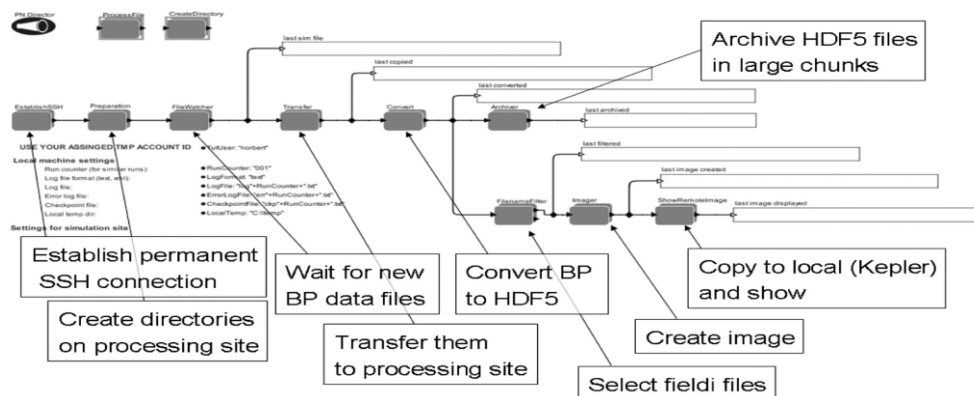 PN Director
ProcessFile
CreateDirectory
last sim file
Archive HDF5 files
in large chunks
last copied
last converted
EstablishSSH
Preparation
FileWatcher
Transfer
Convert
Archiver
last archived
USE YOUR ASSINGED TMP ACCOUNT ID
TutUser: "norbert"
last filtered
Local machine settings
Run counter (for similar runs):
RunCounter: "001"
Log file format (text, xml):
LogFormat: "text"
Log file:
LogFile: "log"+RunCounter+".txt"
Error log file:
ErrorLogFile: "err"+RunCounter+".txt"
Checkpoint file:
CheckpointFile: "ckp"+RunCounter+".txt"
Local temp dir:
LocalTemp: "C:\\temp"
last image created
FilenameFilter
Imager
ShowRemoteImage
last image displayed
Settings for simulation site
Establish permanent
SSH connection
Wait for new
BP data files
Convert BP
to HDF5
Copy to local (Kepler)
and show
Create directories
on processing site
Transfer them
to processing site
Create image
Select fieldi files